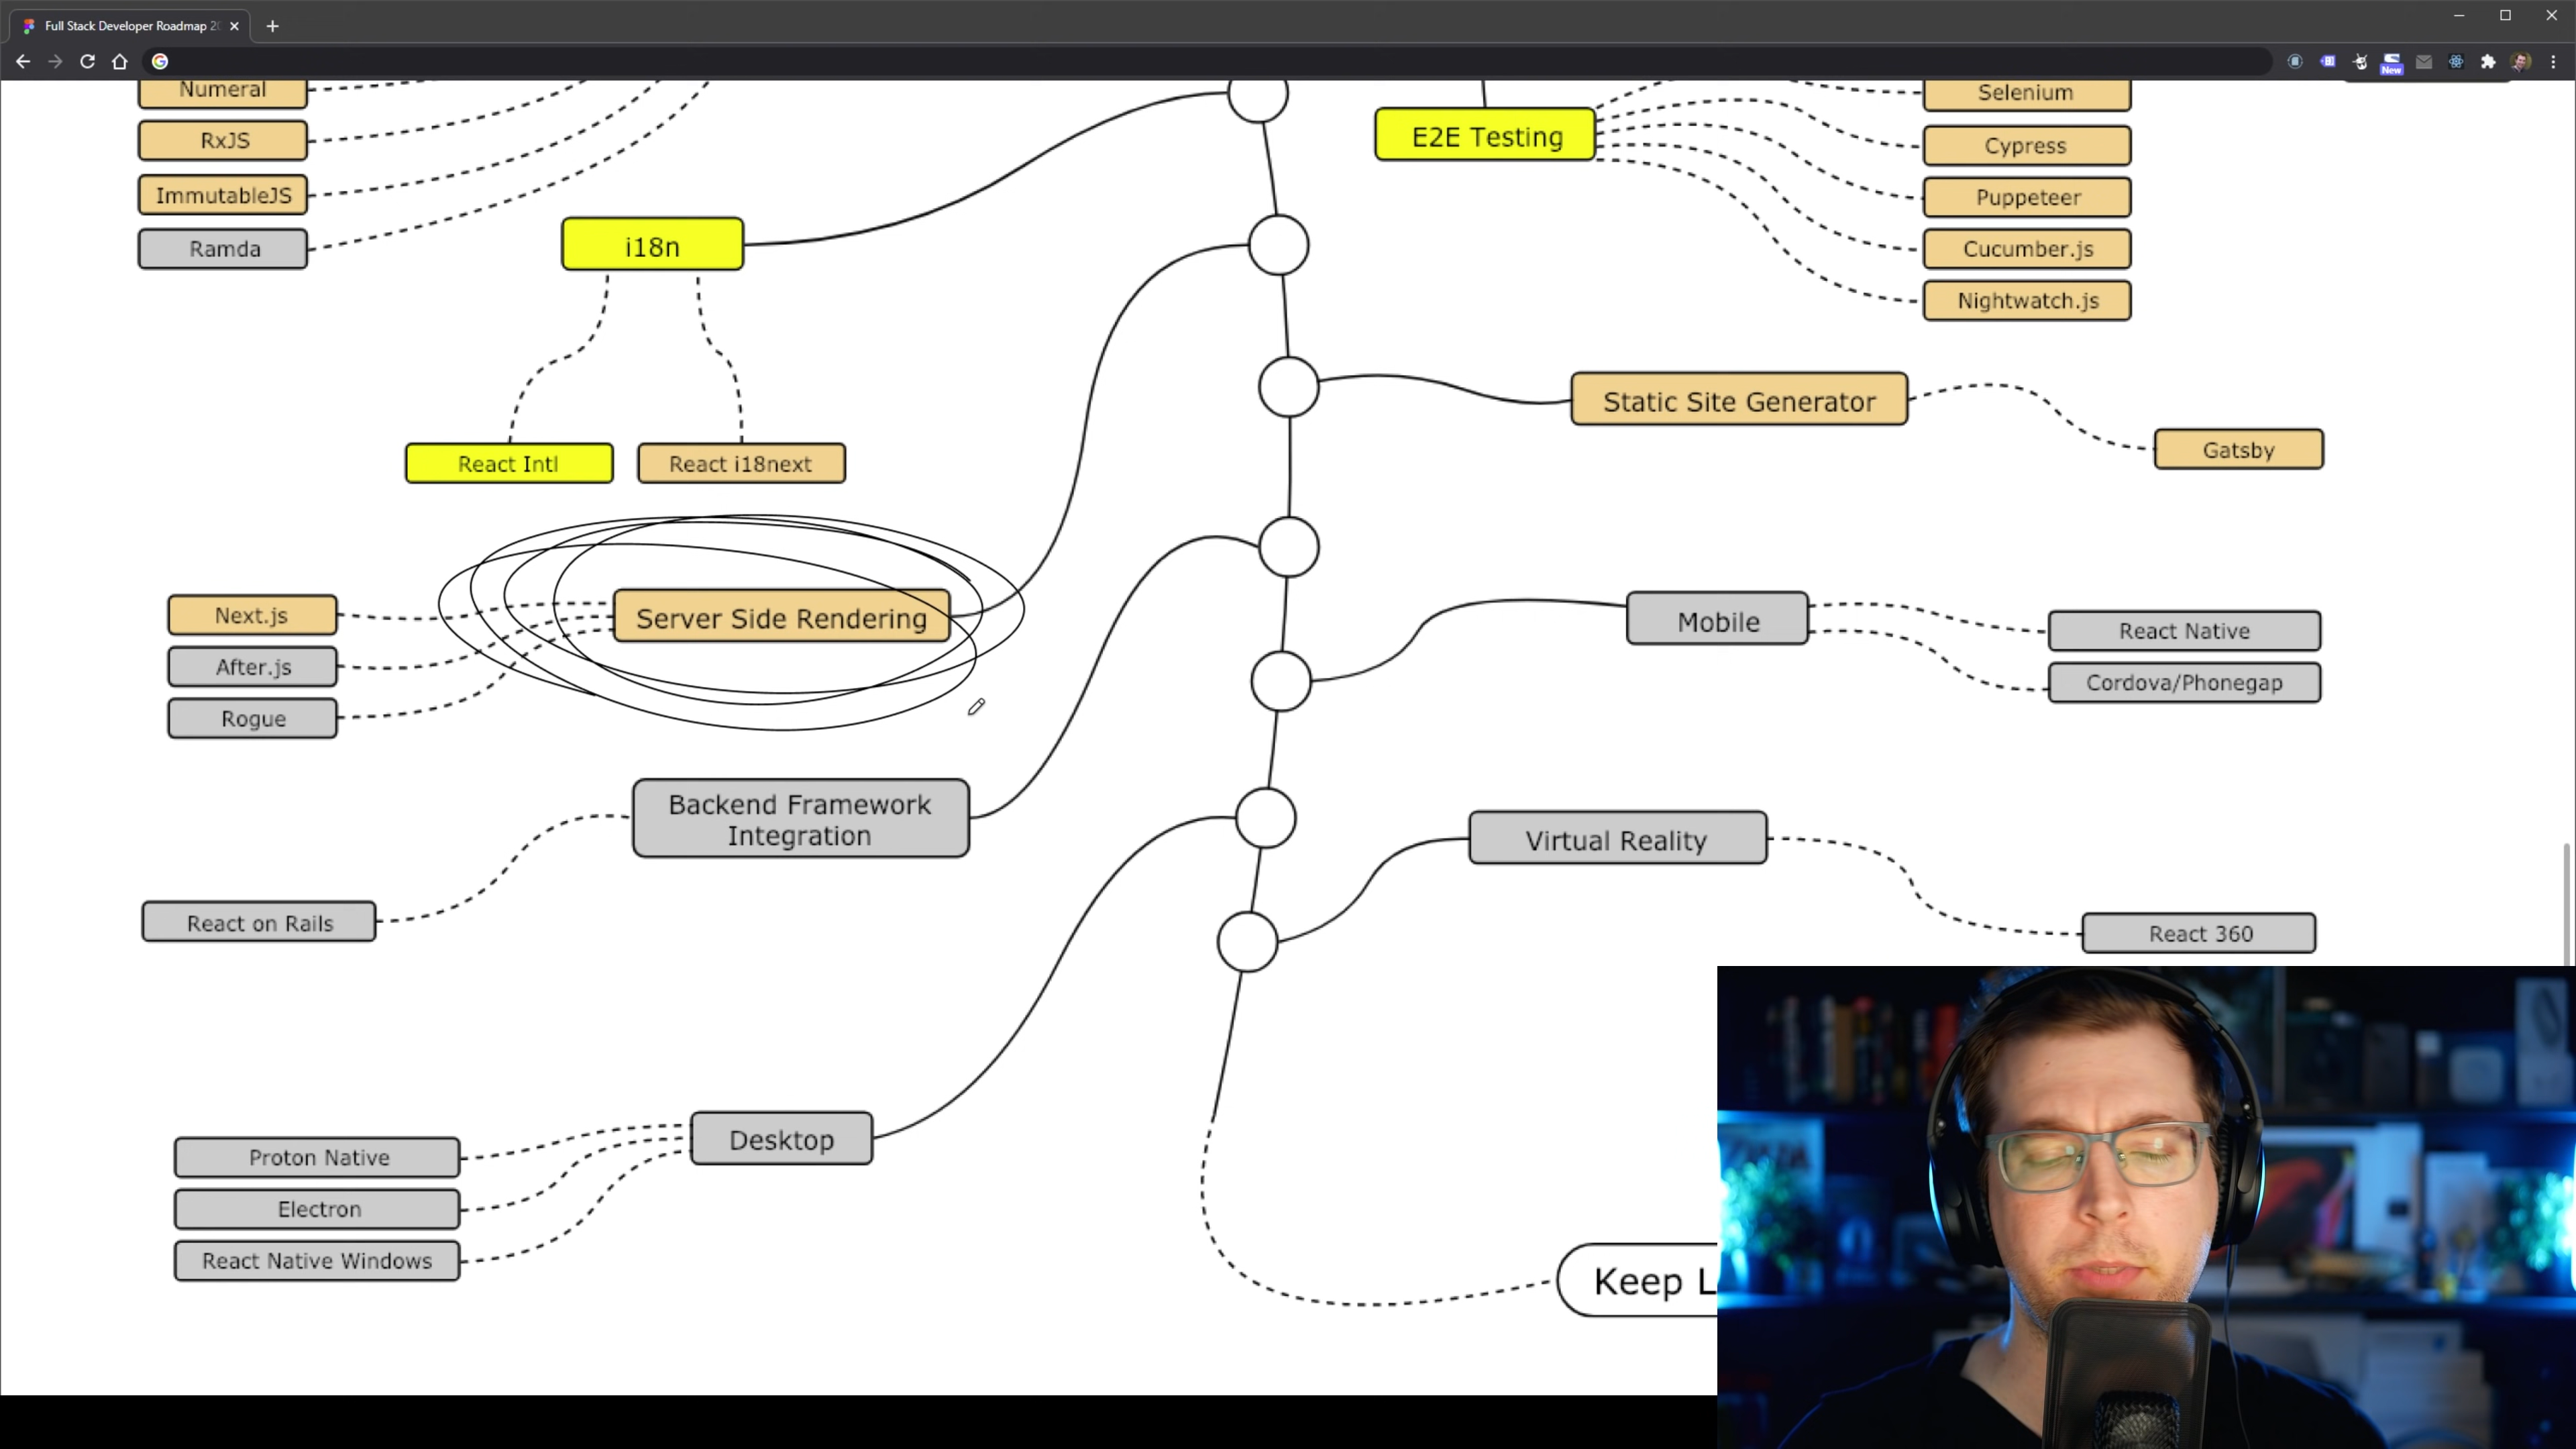 Full Stack Developer Roadmap 20
New
Numeral
RxJS
ImmutableJS
Ramda
i18n
React Intl
React i18next
E2E Testing
Selenium
Cypress
Puppeteer
Cucumber.js
Nightwatch.js
Static Site Generator
Gatsby
Server Side Rendering
Next.js
After.js
Rogue
Mobile
React Native
Cordova/Phonegap
Backend Framework
Integration
React on Rails
Virtual Reality
React 360
Desktop
Proton Native
Electron
React Native Windows
Keep L